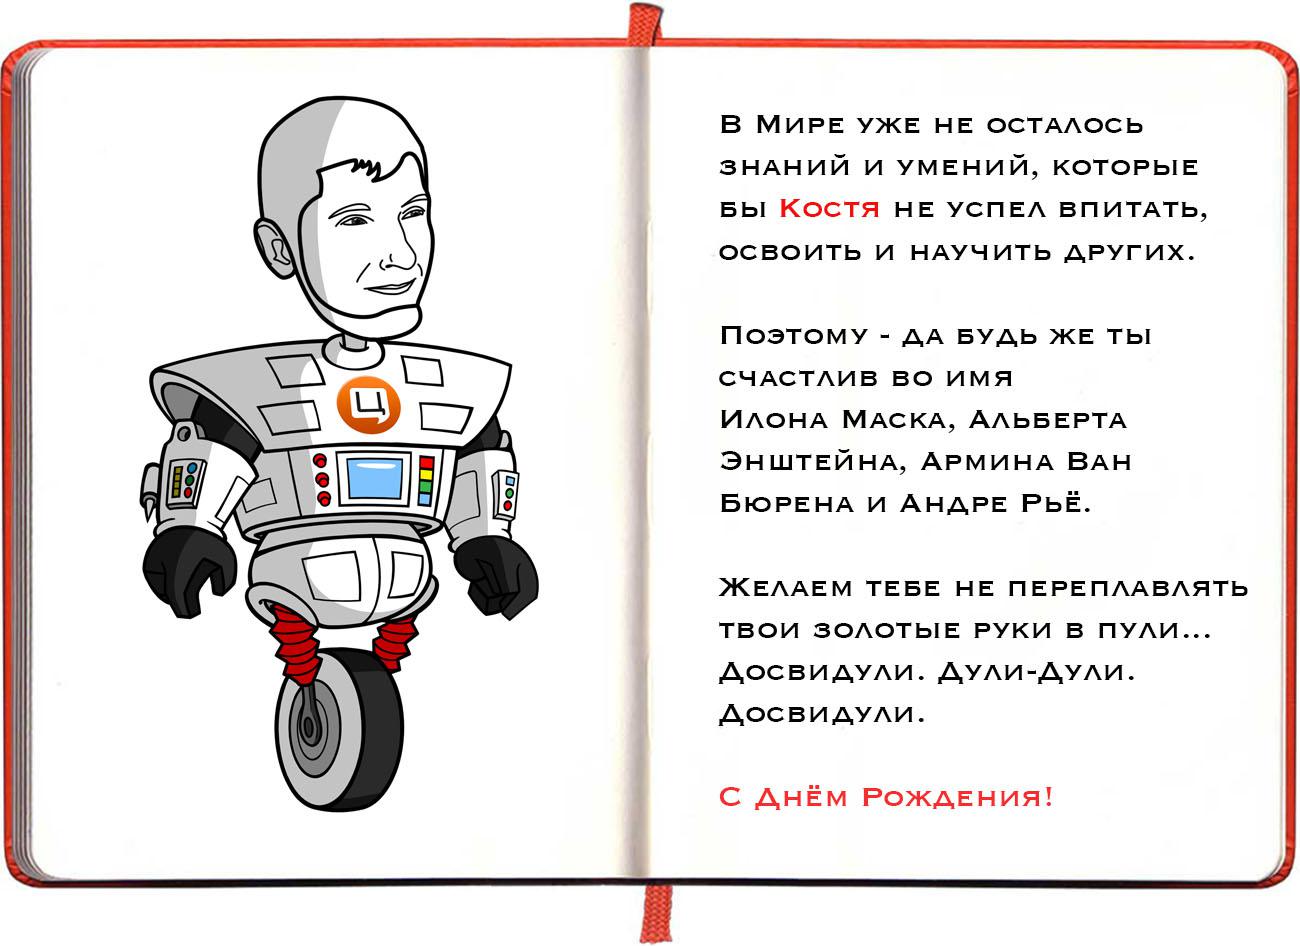 Ц
В Мире уже не осталось
знаний и умений, которые
бы Костя не успел впитать,
освоить и научить других.
Поэтому - да будь же ты
счастлив во имя
Илона Маска, Альберта
Энштейна, Армина Ван
Бюрена и Андре Рьё.
Желаем тебе не переплавлять
твои золотые руки в пули...
Досвидули. Дули-Дули.
Досвидули.
С Днём Рождения!